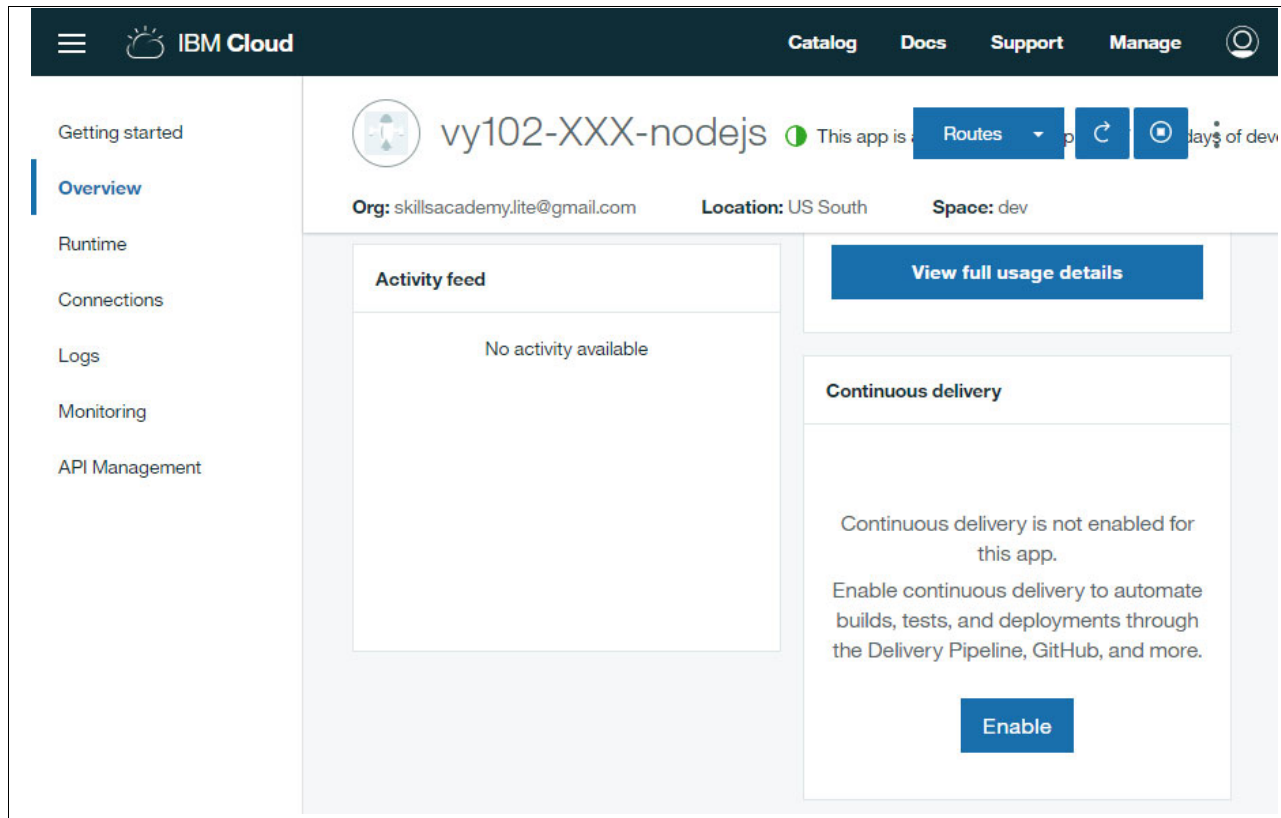 IBM Cloud
Catalog Docs Support Manage
Getting started
Overview
Runtime
Connections
Logs
Monitoring
API Management
vy102-XXX-nodejs This app is Routes days of
Org: skillsacademy.lite@gmail.com Location: US South Space: dev
Activity feed
No activity available
View full usage details
Continuous delivery
Continuous delivery is not enabled for
this app.
Enable continuous delivery to automate
builds, tests, and deployments through
the Delivery Pipeline, GitHub, and more.
Enable